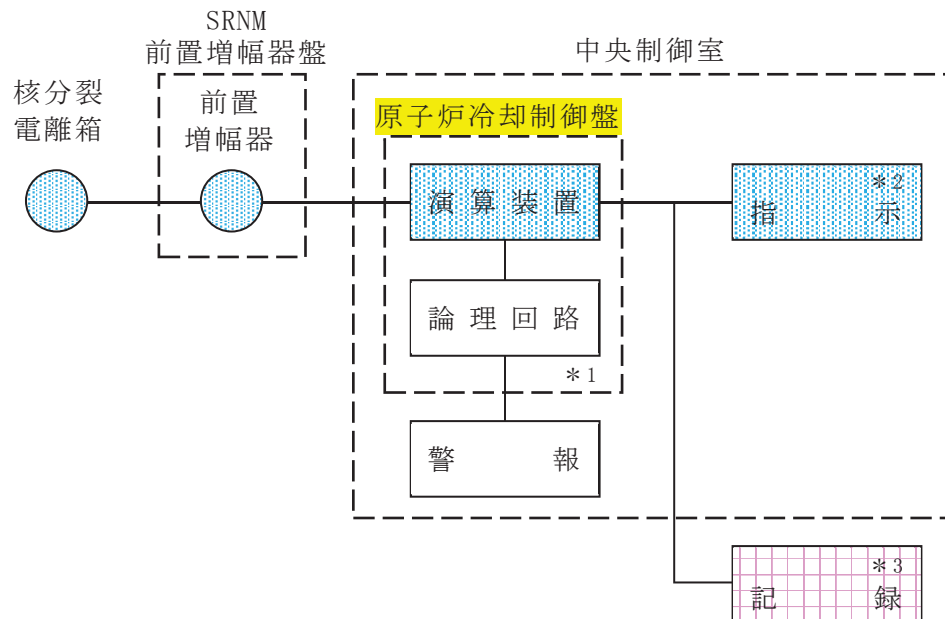 SRNM
前置増幅器盤
中央制御室
核分裂
電離箱
前置
増幅器
原子炉冷却制御盤
演算装置
*2
指示
論理回路
*1
警報
*3
記録